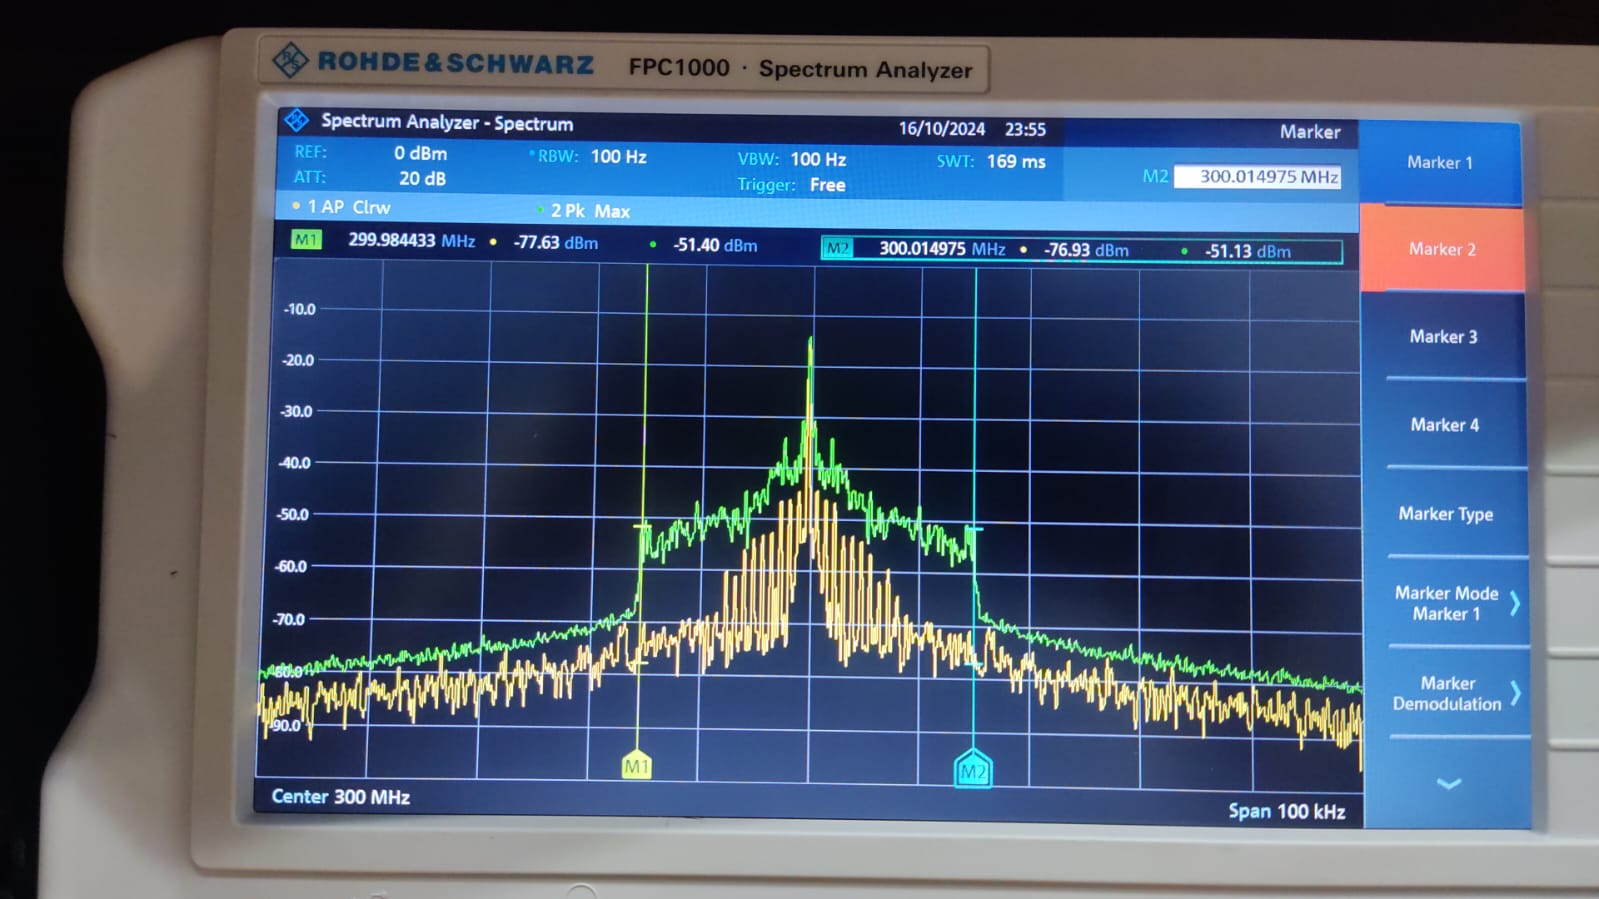 ROHDE&SCHWARZ FPC1000 · Spectrum Analyzer
Spectrum Analyzer - Spectrum 16/10/2024 23:55 Marker
REF: 0 dBm RBW: 100 Hz VBW: 100 Hz SWT: 169 ms
ATT: 20 dB Trigger: Free
M2 300.014975 MHz
1 AP Clrw 2 Pk Max
M1 299.984433 MHz -77.63 dBm -51.40 dBm M2 300.014975 MHz -76.93 dBm -51.13 dBm
-10.0
-20.0
-30.0
-40.0
-50.0
-60.0
-70.0
-80.0
-90.0
M1 M2
Center 300 MHz Span 100 kHz
Marker 1
Marker 2
Marker 3
Marker 4
Marker Type
Marker Mode
Marker 1
Marker
Demodulation